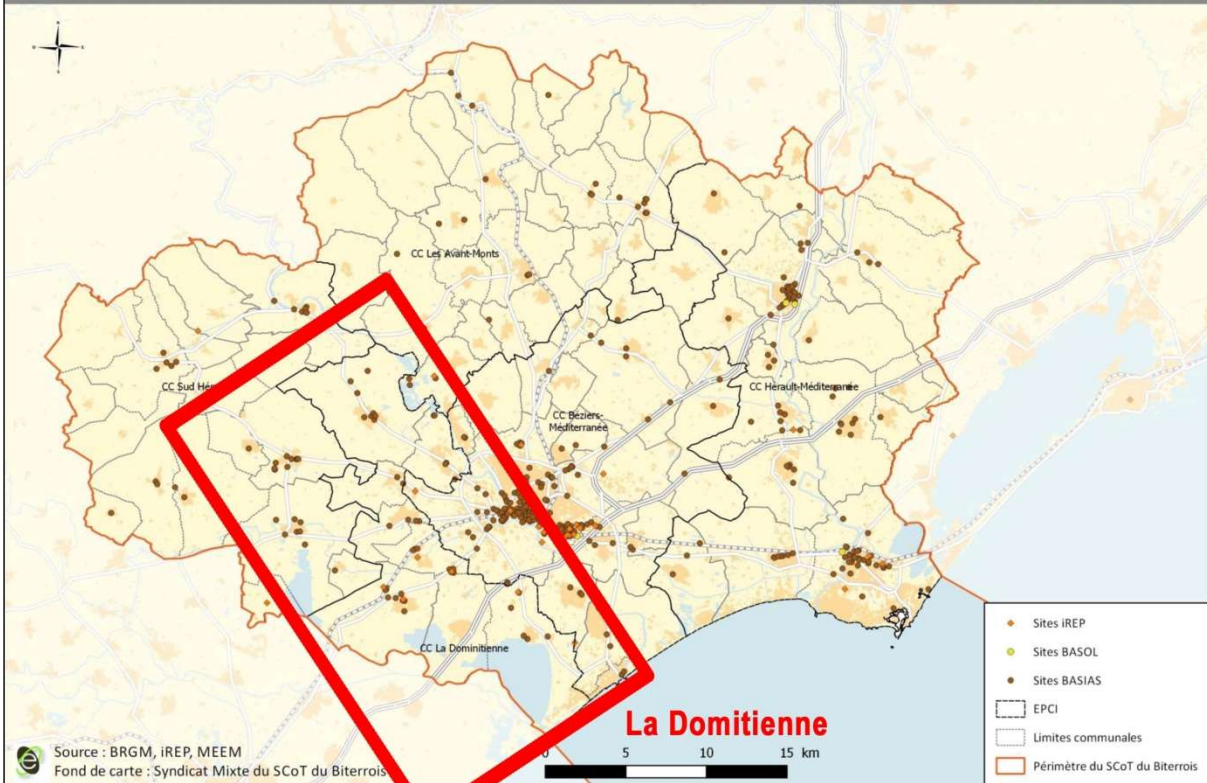 CC Les Avant-Monts
CC Sud Hér
CC Hérault-Méditerranée
CC Béziers-
Méditerranée
CC La Dominitienne
La Domitienne
0 5 10 15 km
Source : BRGM, iREP, MEEM
Fond de carte : Syndicat Mixte du SCoT du Biterrois
Sites iREP
Sites BASOL
Sites BASIAS
EPCI
Limites communales
Périmètre du SCoT du Biterrois